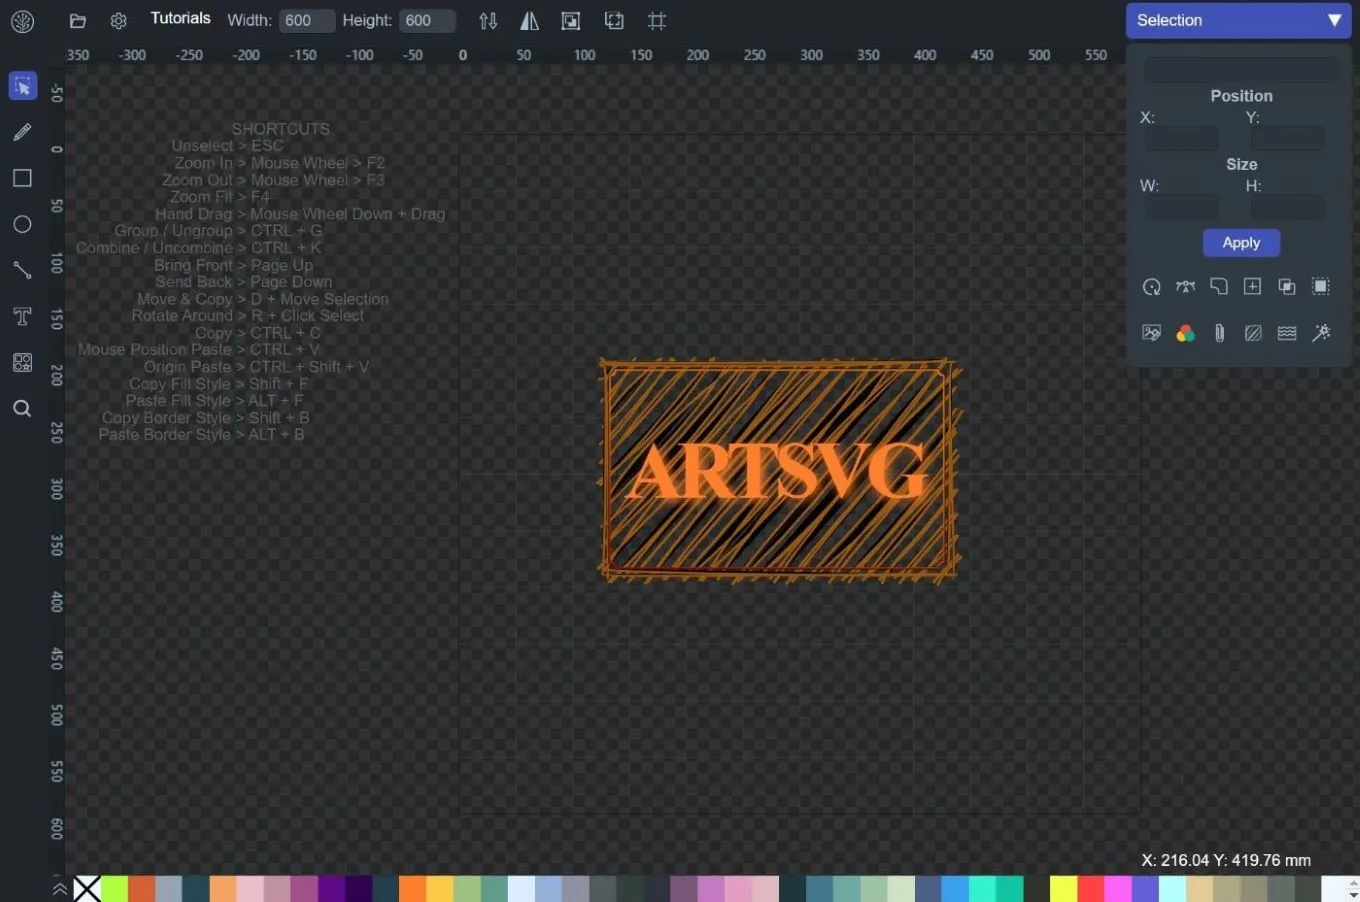 Tutorials Width: 600 Height: 600
Selection
350 -300 -250 -200 -150 -100 -50 0 50 100 150 200 250 300 350 400 450 500 550
-50
0
50
100
150
200
250
300
350
400
450
500
550
600
SHORTCUTS
Unselect > ESC
Zoom In > Mouse Wheel > F2
Zoom Out > Mouse Wheel > F3
Zoom Fit > F4
Hand Drag > Mouse Wheel Down + Drag
Group / Ungroup > CTRL + G
Combine / Uncombine > CTRL + K
Bring Front > Page Up
Send Back > Page Down
Move & Copy > D + Move Selection
Rotate Around > R + Click Select
Copy > CTRL + C
Mouse Position Paste > CTRL + V
Origin Paste > CTRL + Shift + V
Copy Fill Style > Shift + F
Paste Fill Style > ALT + F
Copy Border Style > Shift + B
Paste Border Style > ALT + B
ARTSVG
Position
X: Y:
Size
W: H:
Apply
X: 216.04 Y: 419.76 mm